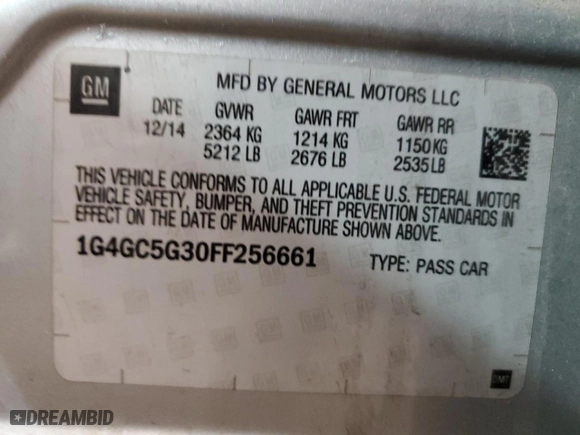 GM
MFD BY GENERAL MOTORS LLC
DATE GVWR GAWR FRT GAWR RR
12/14 2364 KG 1214 KG 1150 KG
5212 LB 2676 LB 2535 LB
THIS VEHICLE CONFORMS TO ALL APPLICABLE U.S. FEDERAL MOTOR
VEHICLE SAFETY, BUMPER, AND THEFT PREVENTION STANDARDS IN
EFFECT ON THE DATE OF MANUFACTURE SHOWN ABOVE.
1G4GC5G30FF256661 TYPE: PASS CAR
DREAMBID